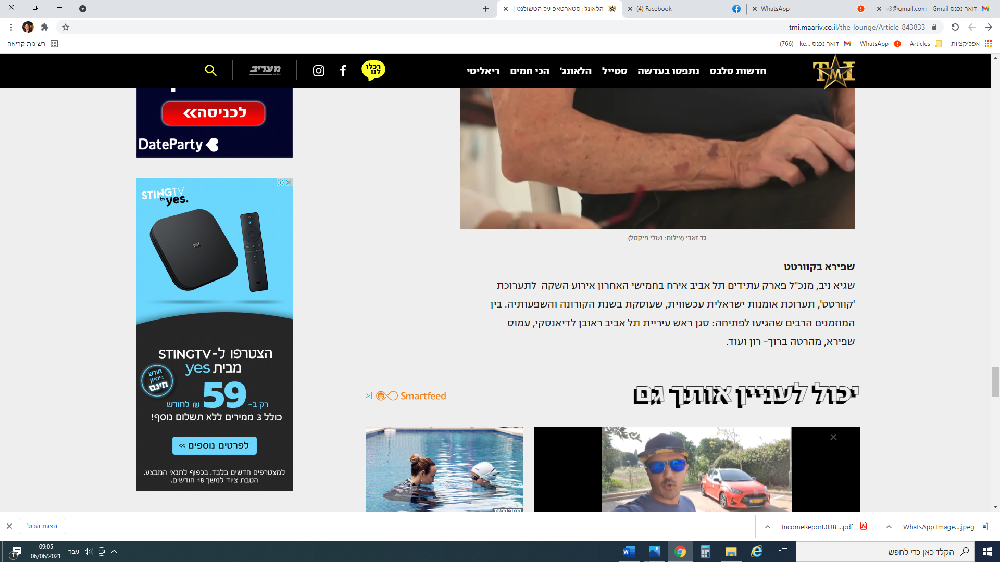 הלאונג': סטארטאפ על הטשולנט
(4) Facebook
WhatsApp
דואר נכנס v3@gmail.com - Gmail
tmi.maariv.co.il/the-lounge/Article-843833
רשימת קריאה
אפליקציות
Articles
WhatsApp
דואר נכנס (766) - ke...
TMI
חדשות סלבס
נתפסו בעדשה
סטייל
הלאונג'
הכי חמים
ריאליטי
רכלו
לנו
מעריב
לכניסה>>
DateParty
גד זאבי (צילום: נטלי פיקסל)
שפירא בקוורטט
שגיא ניב, מנכ"ל פארק עתידים תל אביב אירח בחמישי האחרון אירוע השקה לתערוכת
'קוורטט', תערוכת אומנות ישראלית עכשווית, שעוסקת בשנת הקורונה והשפעותיה. בין
המוזמנים הרבים שהגיעו לפתיחה: סגן ראש עיריית תל אביב ראובן לדיאנסקי, עמוס
שפירא, מהרטה ברוך- רון ועוד.
STINGTV
by yes.
הצטרפו ל-STINGTV
מבית yes
חודש
ניסיון
חינם
רק ב- 59 ₪ לחודש
כולל 3 ממירים ללא תשלום נוסף!
לפרטים נוספים >>
למצטרפים חדשים בלבד. בכפוף לתנאי המבצע.
הטבת ציוד למשך 18 חודשים.
יכול לעניין אותך גם
Smartfeed
הצגת הכול
IncomeReport.038....pdf
WhatsApp Image....jpeg
הקלד כאן כדי לחפש
עבר
09:05
06/06/2021
1